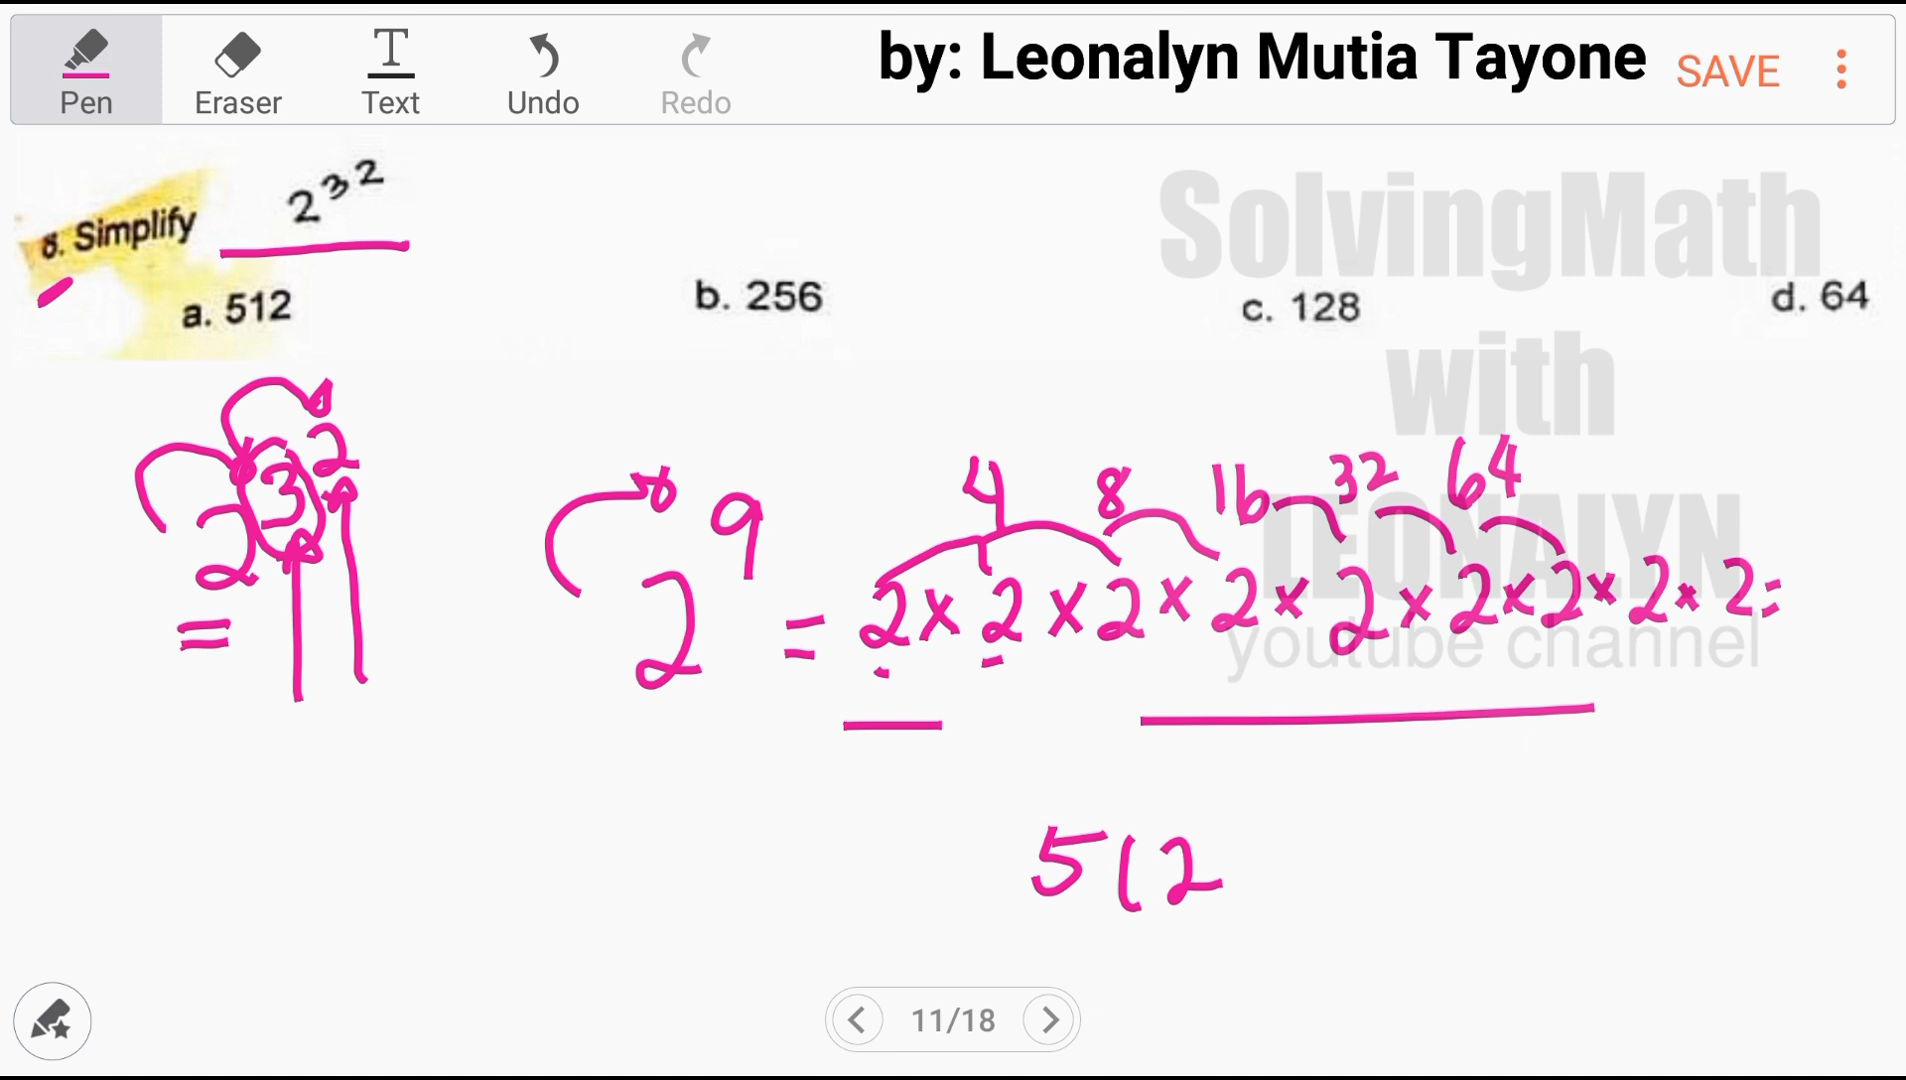 by: Leonalyn Mutia Tayone
Pen Eraser Text Undo Redo SAVE
8. Simplify 2^3^2
a. 512 b. 256 c. 128 d. 64
SolvingMath
with
LEONALYN
youtube channel
4 8 16 32 64
2^3^2 =
2^9 = 2 × 2 × 2 × 2 × 2 × 2 × 2 × 2 × 2 =
512
11/18